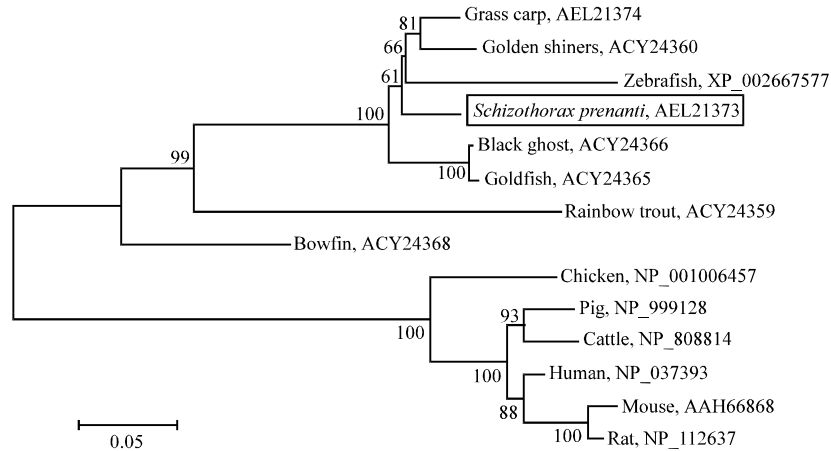 Grass carp, AEL21374
81
Golden shiners, ACY24360
66
Zebrafish, XP_002667577
61
Schizothorax prenanti, AEL21373
100
Black ghost, ACY24366
99
100
Goldfish, ACY24365
Rainbow trout, ACY24359
Bowfin, ACY24368
Chicken, NP_001006457
Pig, NP_999128
93
100
Cattle, NP_808814
Human, NP_037393
100
Mouse, AAH66868
88
100
Rat, NP_112637
0.05